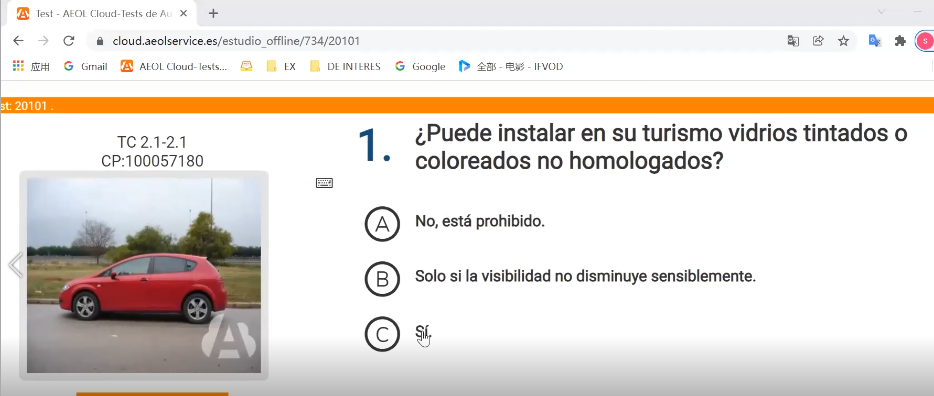 Test - AEOL Cloud-Tests de Au
cloud.aeolservice.es/estudio_offline/734/20101
应用 Gmail AEOL Cloud-Tests... EX DE INTERES Google 全部 - 电影 - IFVOD
st: 20101 .
TC 2.1-2.1
CP:100057180
1. ¿Puede instalar en su turismo vidrios tintados o
coloreados no homologados?
A No, está prohibido.
B Solo si la visibilidad no disminuye sensiblemente.
C Sí.